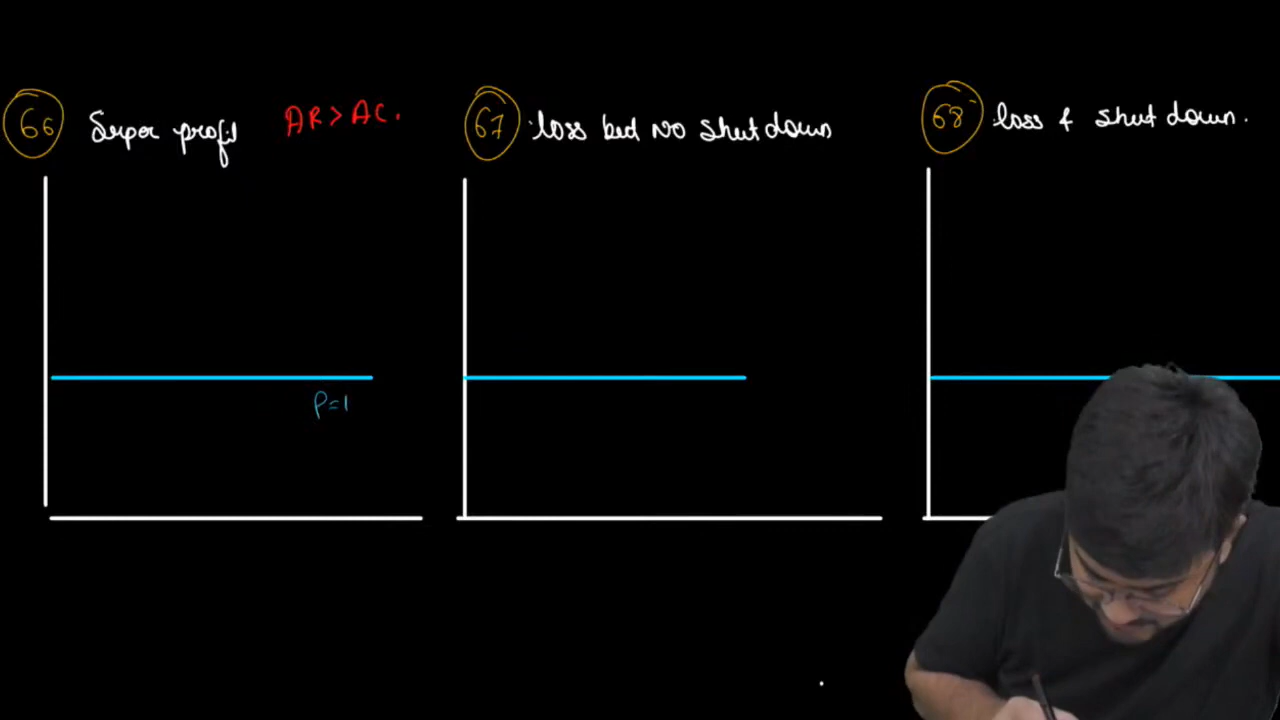 66 Super profit AR > AC.
P=1
67 loss but No shut down
68 loss & shut down.